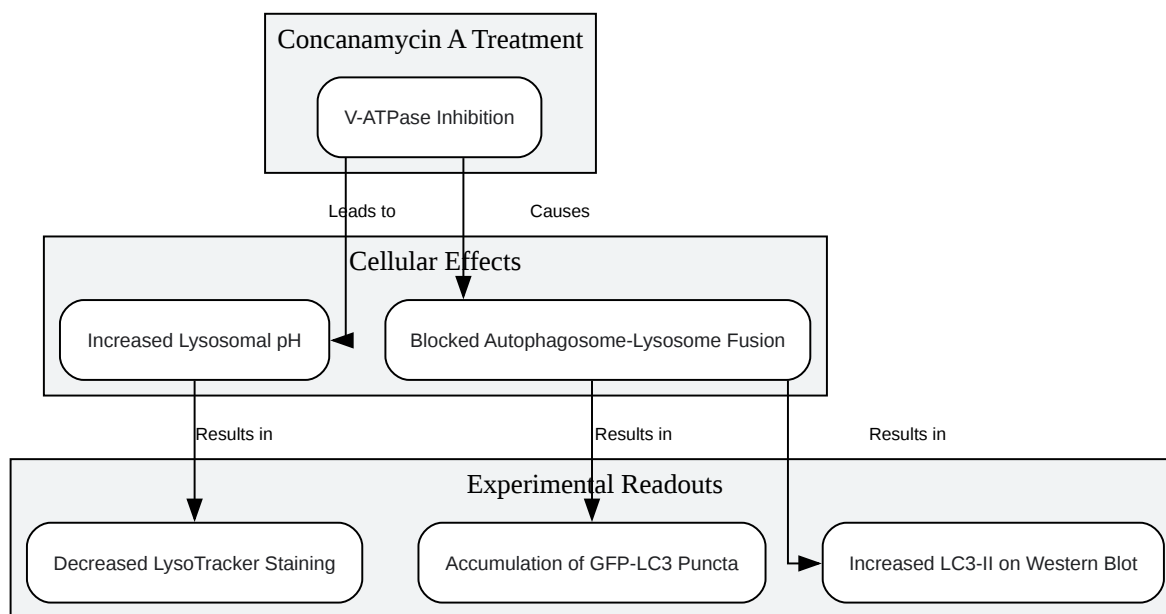 Concanamycin A Treatment
V-ATPase Inhibition
Leads to
Causes
Cellular Effects
Increased Lysosomal pH
Blocked Autophagosome-Lysosome Fusion
Results in
Results in
Results in
Experimental Readouts
Decreased LysoTracker Staining
Accumulation of GFP-LC3 Puncta
Increased LC3-II on Western Blot